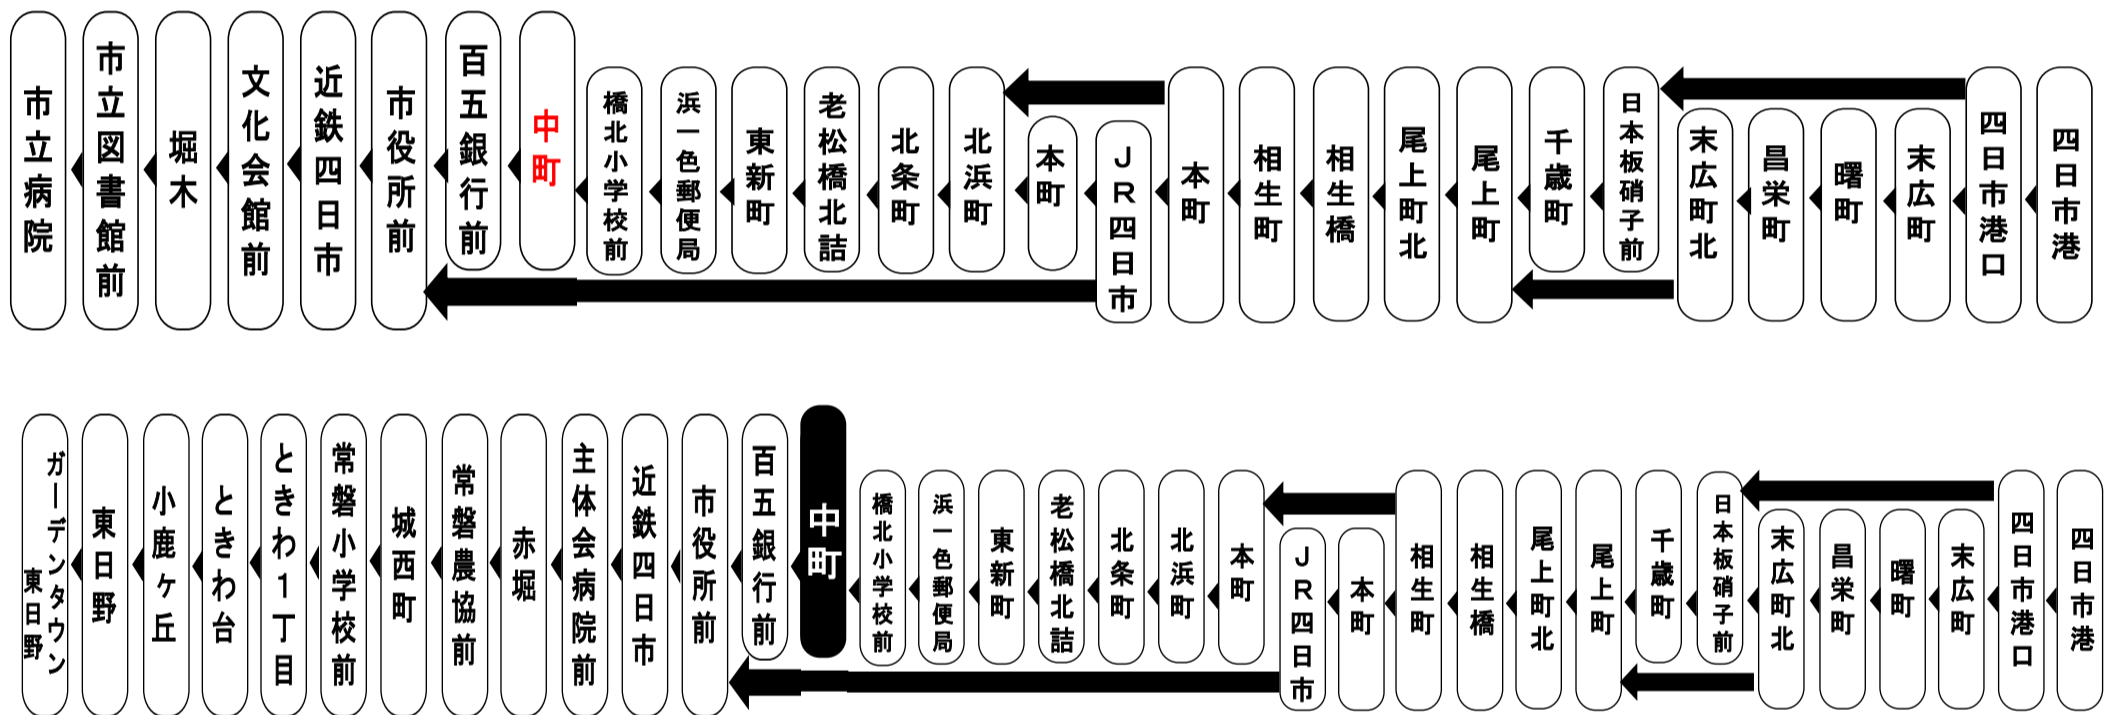 四日市港
四日市港口
末広町
曙町
昌栄町
末広町北
日本板硝子前
千歳町
尾上町
尾上町北
相生橋
相生町
本町
JR四日市
本町
北浜町
北条町
老松橋北詰
東新町
浜一色郵便局
橋北小学校前
中町
百五銀行前
市役所前
近鉄四日市
文化会館前
堀木
市立図書館前
市立病院
四日市港
四日市港口
末広町
曙町
昌栄町
末広町北
日本板硝子前
千歳町
尾上町
尾上町北
相生橋
相生町
本町
JR四日市
本町
北浜町
北条町
老松橋北詰
東新町
浜一色郵便局
橋北小学校前
中町
百五銀行前
市役所前
近鉄四日市
主体会病院前
赤堀
常磐農協前
城西町
常磐小学校前
ときわ1丁目
ときわ台
小鹿ヶ丘
東日野
ガーデンタウン
東日野